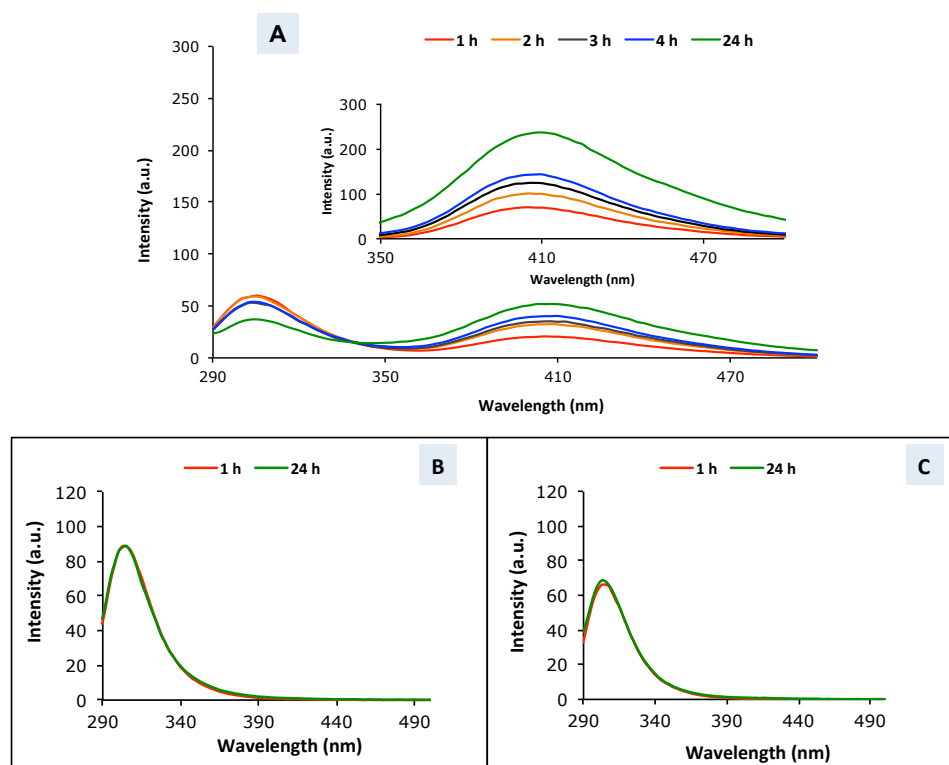 A
1 h 2 h 3 h 4 h 24 h
300
250
200
150
100
50
0
Intensity (a.u.)
290 350 410 470
Wavelength (nm)
300
200
100
0
Intensity (a.u.)
350 410 470
Wavelength (nm)
B
1 h 24 h
120
100
80
60
40
20
0
Intensity (a.u.)
290 340 390 440 490
Wavelength (nm)
C
1 h 24 h
120
100
80
60
40
20
0
Intensity (a.u.)
290 340 390 440 490
Wavelength (nm)